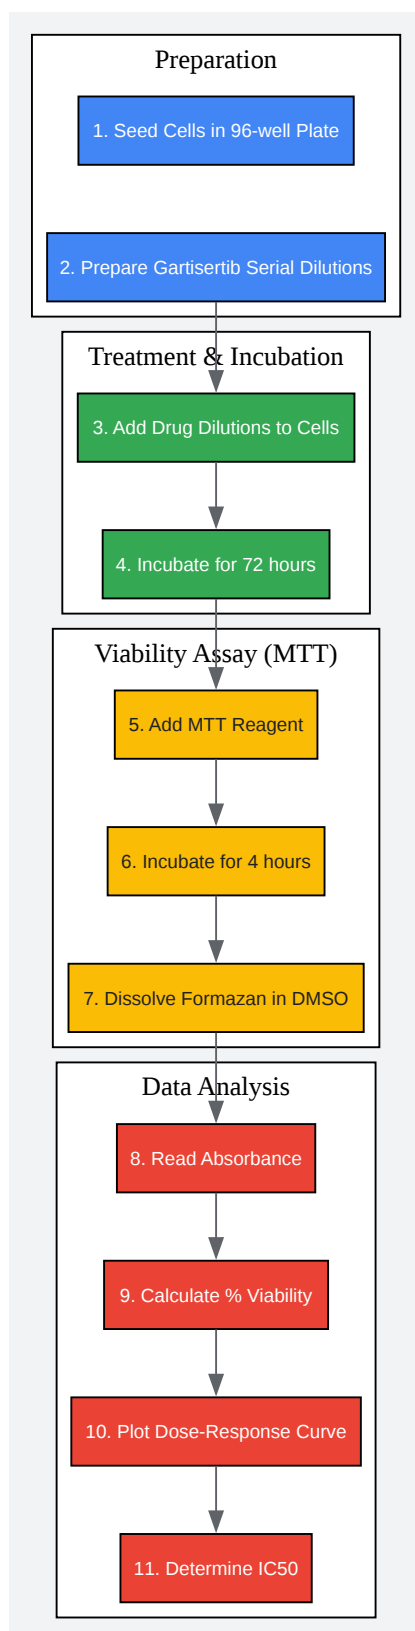 Preparation
1. Seed Cells in 96-well Plate
2. Prepare Gartisertib Serial Dilutions
Treatment & Incubation
3. Add Drug Dilutions to Cells
4. Incubate for 72 hours
Viability Assay (MTT)
5. Add MTT Reagent
6. Incubate for 4 hours
7. Dissolve Formazan in DMSO
Data Analysis
8. Read Absorbance
9. Calculate % Viability
10. Plot Dose-Response Curve
11. Determine IC50